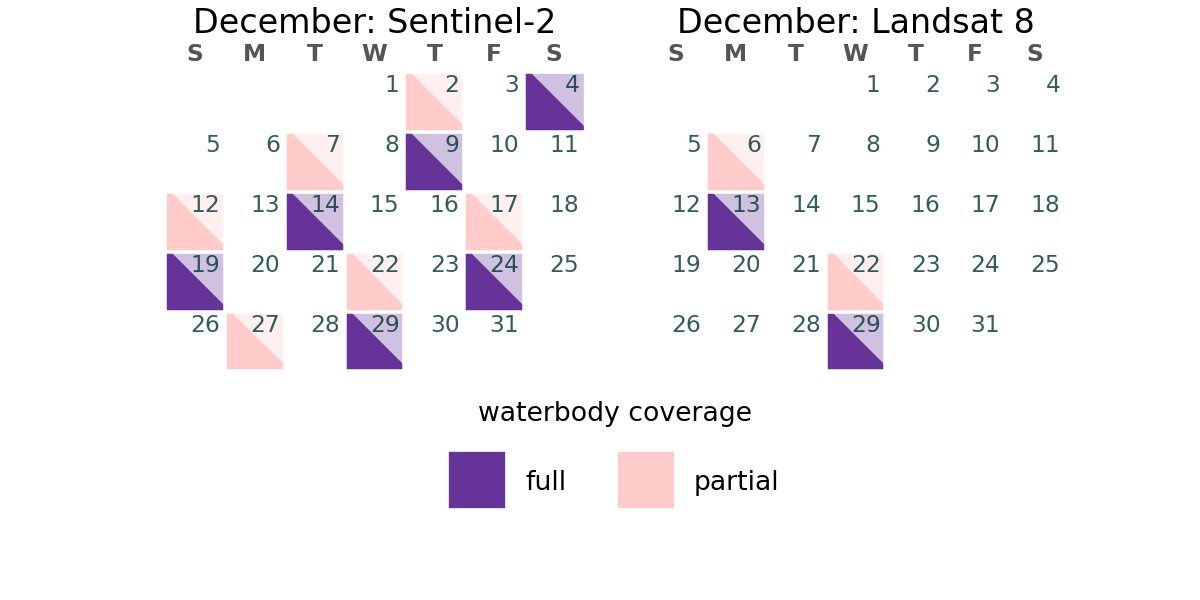 December: Sentinel-2
S M T W T F S
1 2 3 4
5 6 7 8 9 10 11
12 13 14 15 16 17 18
19 20 21 22 23 24 25
26 27 28 29 30 31
December: Landsat 8
S M T W T F S
1 2 3 4
5 6 7 8 9 10 11
12 13 14 15 16 17 18
19 20 21 22 23 24 25
26 27 28 29 30 31
waterbody coverage
full partial